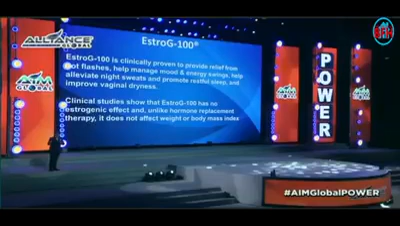 ALLIANCE
GLOBAL
EstroG-100®
EstroG-100 is clinically proven to provide relief from
hot flashes, help manage mood & energy swings, help
alleviate night sweats and promote restful sleep, and
improve vaginal dryness.
Clinical studies show that EstroG-100 has no
estrogenic effect and, unlike hormone replacement
therapy, it does not affect weight or body mass index
AIM
GLOBAL
POWER
AIM
GLOBAL
#AIMGlobalPOWER